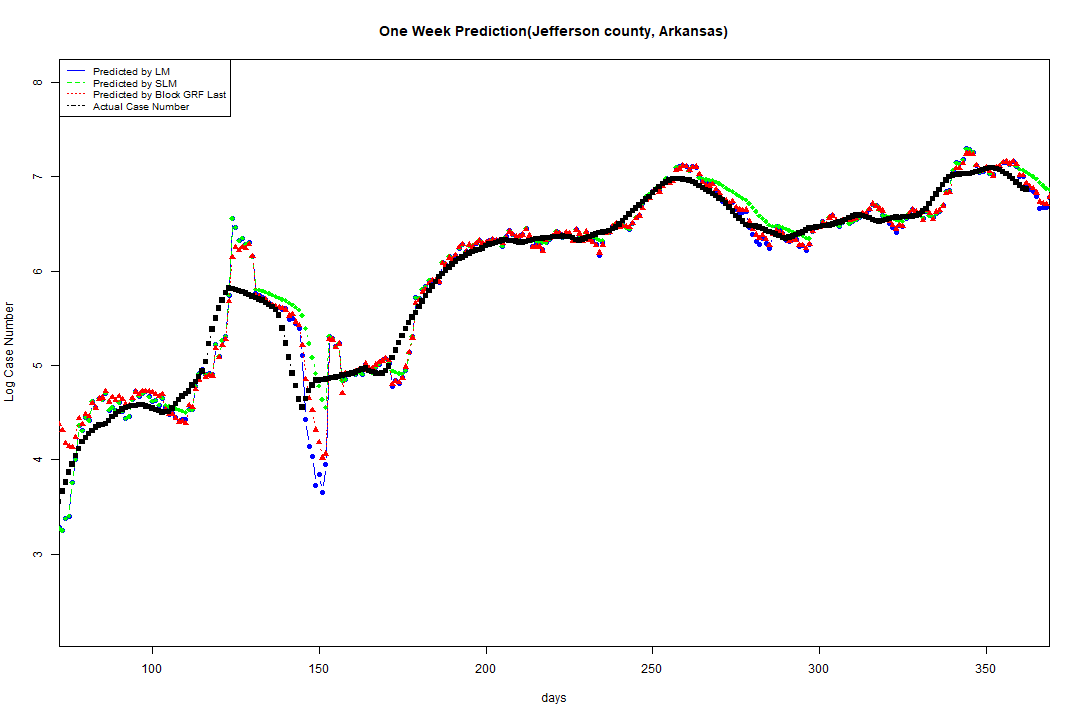 One Week Prediction(Jefferson county, Arkansas)
Predicted by LM
Predicted by SLM
Predicted by Block GRF Last
Actual Case Number
8
7
6
5
4
3
Log Case Number
100 150 200 250 300 350
days